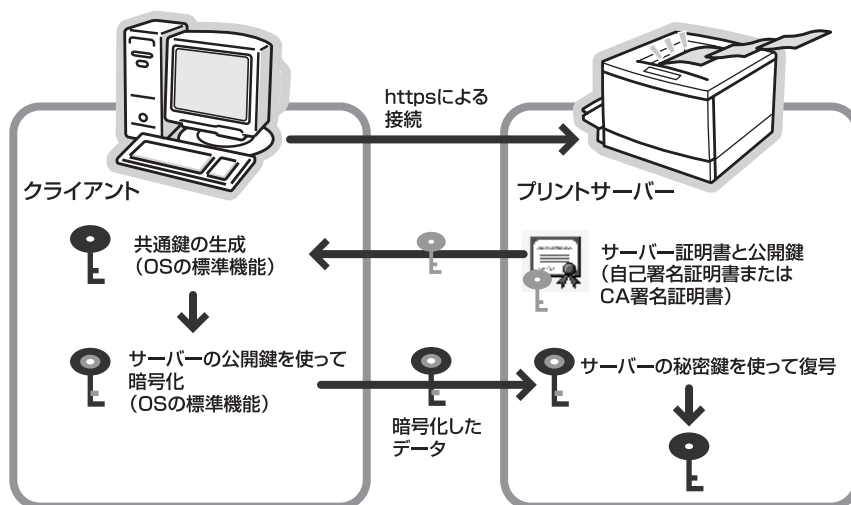 httpsによる
接続
クライアント
プリントサーバー
共通鍵の生成
(OSの標準機能)
サーバー証明書と公開鍵
(自己署名証明書または
CA署名証明書)
サーバーの公開鍵を使って
暗号化
(OSの標準機能)
暗号化した
データ
サーバーの秘密鍵を使って復号